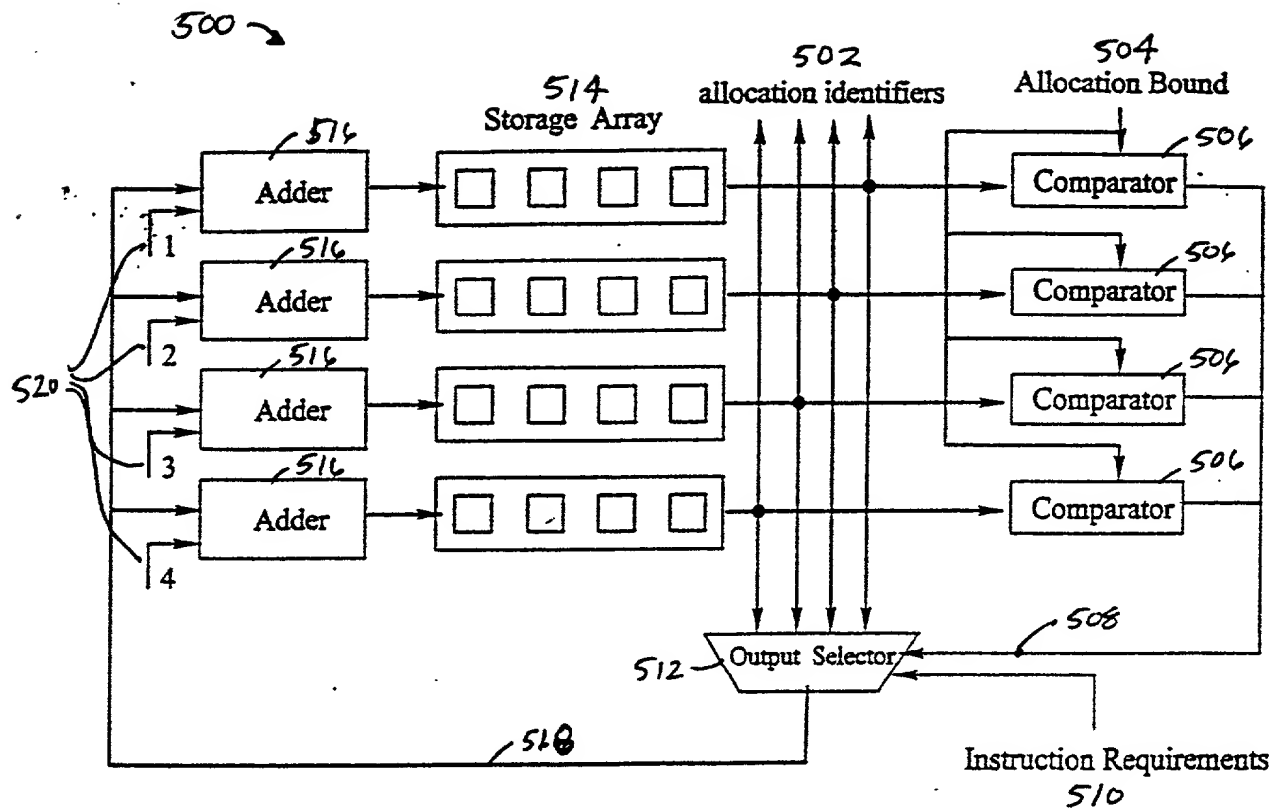 500
502
504
514
allocation identifiers
Allocation Bound
Storage Array
516
506
Adder
Comparator
1
516
506
Adder
Comparator
2
516
506
520
Adder
Comparator
3
516
506
Adder
Comparator
4
508
512
Output Selector
518
Instruction Requirements
510